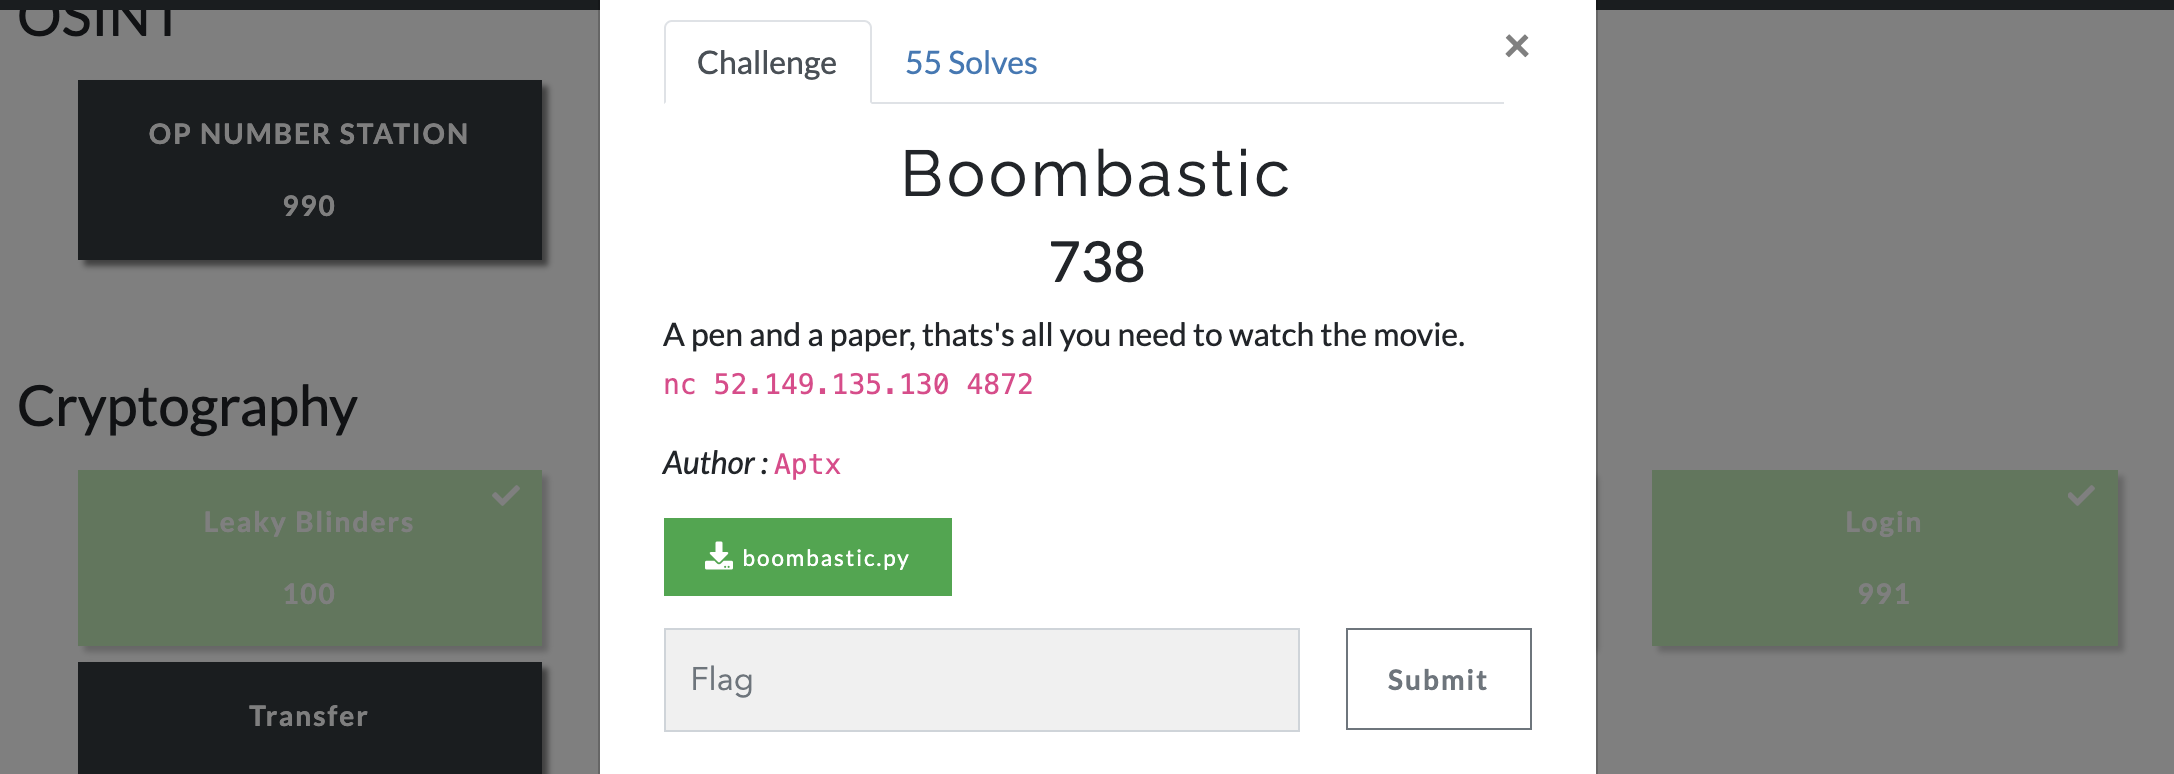 OSINT
OP NUMBER STATION
990
Cryptography
Leaky Blinders
100
Transfer
Challenge
55 Solves
×
Boombastic
738
A pen and a paper, thats's all you need to watch the movie.
nc 52.149.135.130 4872
Author : Aptx
boombastic.py
Flag
Submit
Login
991